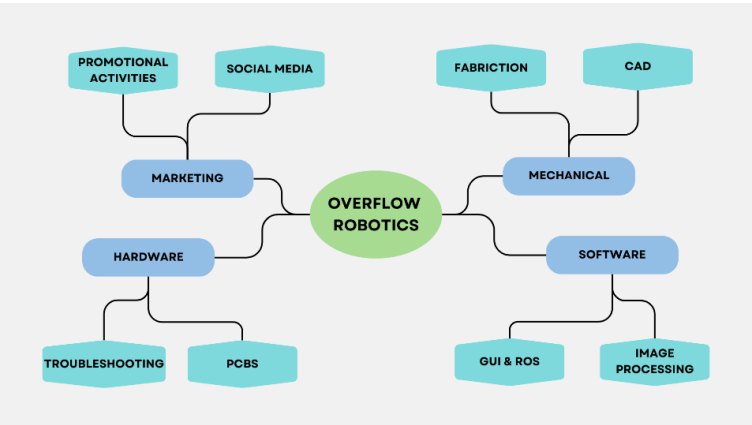 PROMOTIONAL
ACTIVITIES
SOCIAL MEDIA
FABRICTION
CAD
MARKETING
MECHANICAL
OVERFLOW
ROBOTICS
HARDWARE
SOFTWARE
TROUBLESHOOTING
PCBS
GUI & ROS
IMAGE
PROCESSING